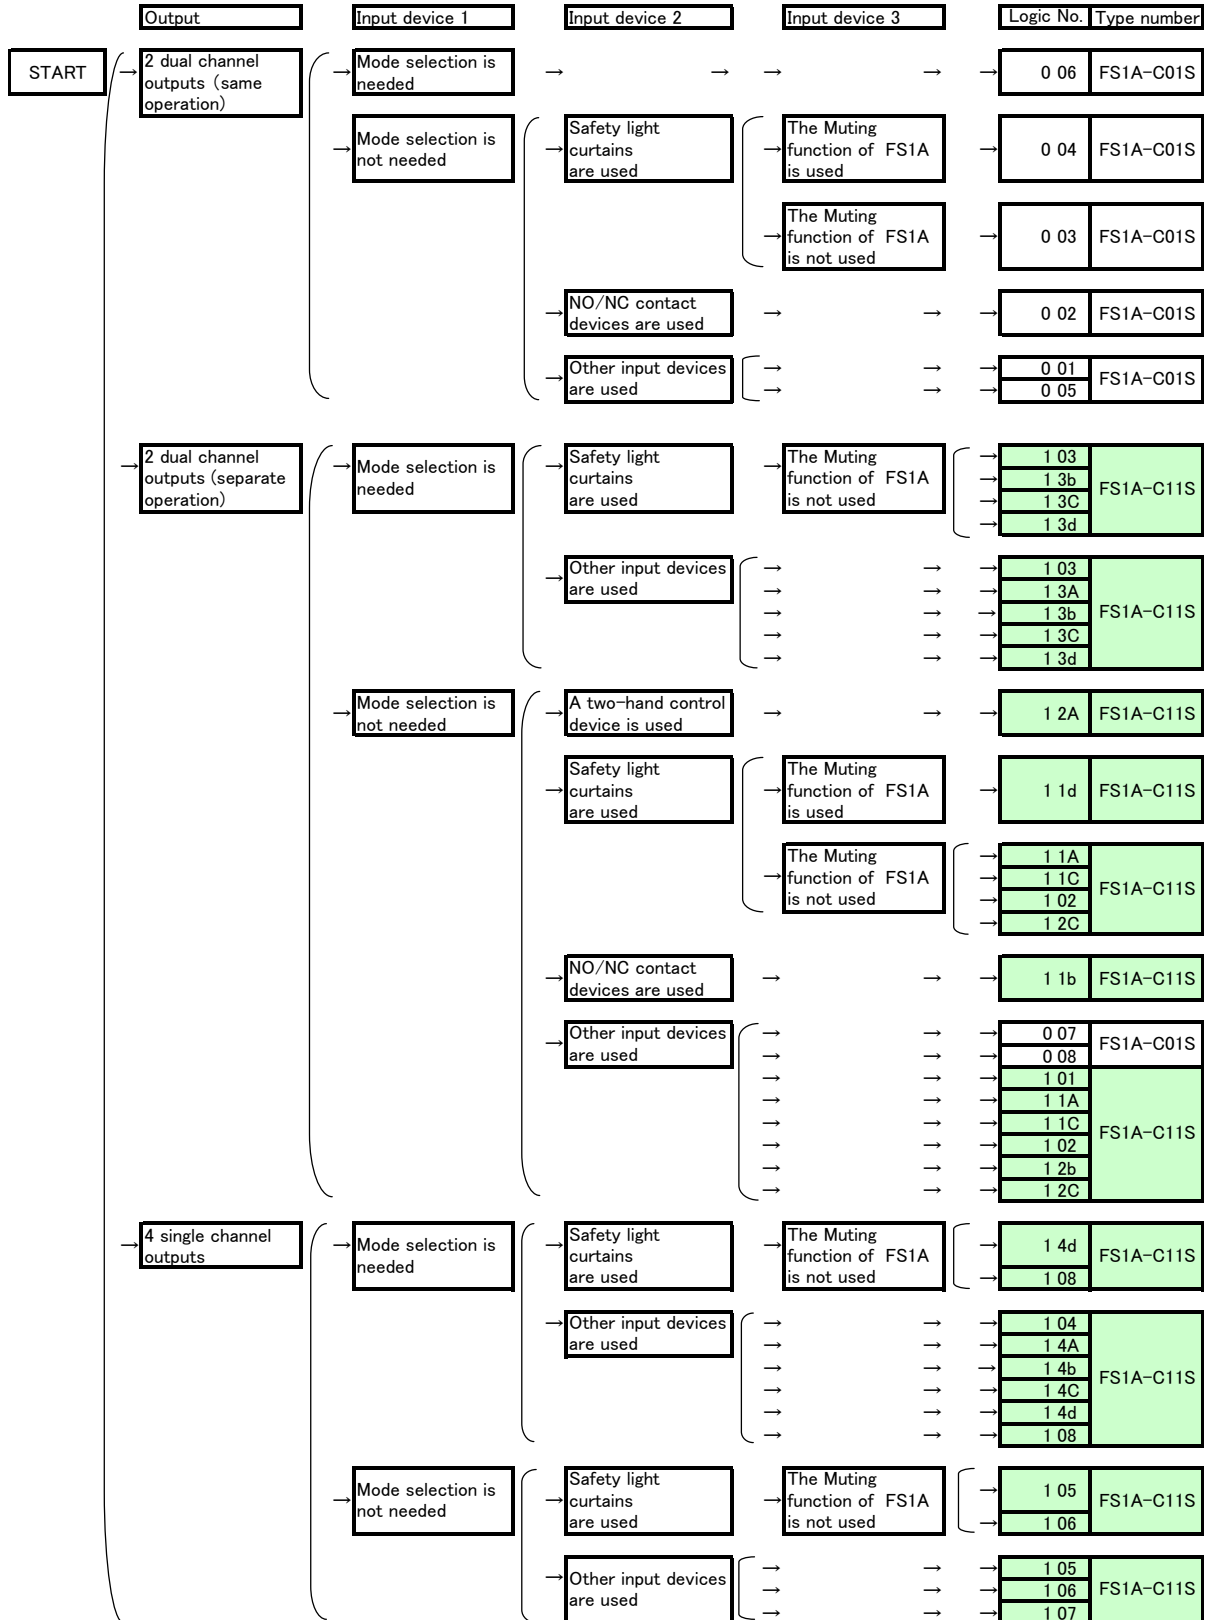 Output Input device 1 Input device 2 Input device 3 Logic No. Type number
START → 2 dual channel outputs (same operation) → Mode selection is needed → → → → → 0 06 FS1A-C01S
→ Mode selection is not needed → Safety light curtains are used → The Muting function of FS1A is used → 0 04 FS1A-C01S
→ The Muting function of FS1A is not used → 0 03 FS1A-C01S
→ NO/NC contact devices are used → → → 0 02 FS1A-C01S
→ Other input devices are used → → → 0 01 FS1A-C01S
→ → → 0 05
→ 2 dual channel outputs (separate operation) → Mode selection is needed → Safety light curtains are used → The Muting function of FS1A is not used → 1 03 FS1A-C11S
→ 1 3b
→ 1 3C
→ 1 3d
→ Other input devices are used → → → 1 03 FS1A-C11S
→ → → 1 3A
→ → → 1 3b
→ → → 1 3C
→ → → 1 3d
→ Mode selection is not needed → A two-hand control device is used → → → 1 2A FS1A-C11S
→ Safety light curtains are used → The Muting function of FS1A is used → 1 1d FS1A-C11S
→ The Muting function of FS1A is not used → 1 1A FS1A-C11S
→ 1 1C
→ 1 02
→ 1 2C
→ NO/NC contact devices are used → → → 1 1b FS1A-C11S
→ Other input devices are used → → → 0 07 FS1A-C01S
→ → → 0 08
→ → → 1 01 FS1A-C11S
→ → → 1 1A
→ → → 1 1C
→ → → 1 02
→ → → 1 2b
→ → → 1 2C
→ 4 single channel outputs → Mode selection is needed → Safety light curtains are used → The Muting function of FS1A is not used → 1 4d FS1A-C11S
→ 1 08
→ Other input devices are used → → → 1 04 FS1A-C11S
→ → → 1 4A
→ → → 1 4b
→ → → 1 4C
→ → → 1 4d
→ → → 1 08
→ Mode selection is not needed → Safety light curtains are used → The Muting function of FS1A is not used → 1 05 FS1A-C11S
→ 1 06
→ Other input devices are used → → → 1 05 FS1A-C11S
→ → → 1 06
→ → → 1 07